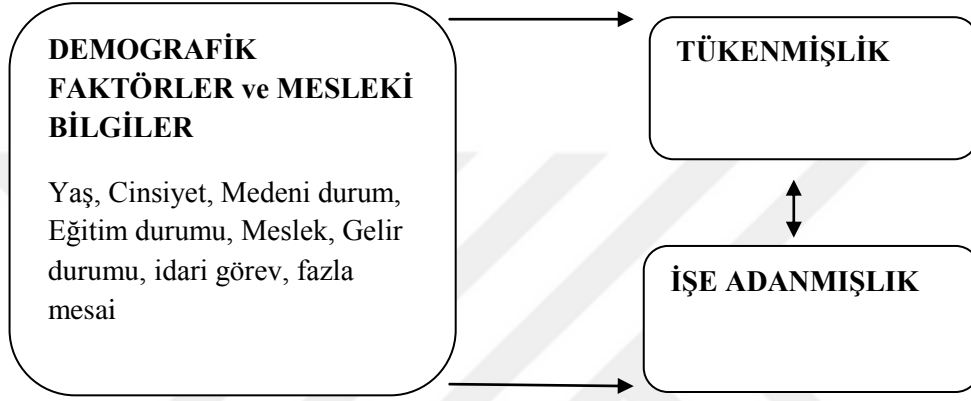 DEMOGRAFİK
FAKTÖRLER ve MESLEKİ
BİLGİLER
Yaş, Cinsiyet, Medeni durum,
Eğitim durumu, Meslek, Gelir
durumu, idari görev, fazla
mesai
TÜKENMİŞLİK
İŞE ADANMIŞLIK